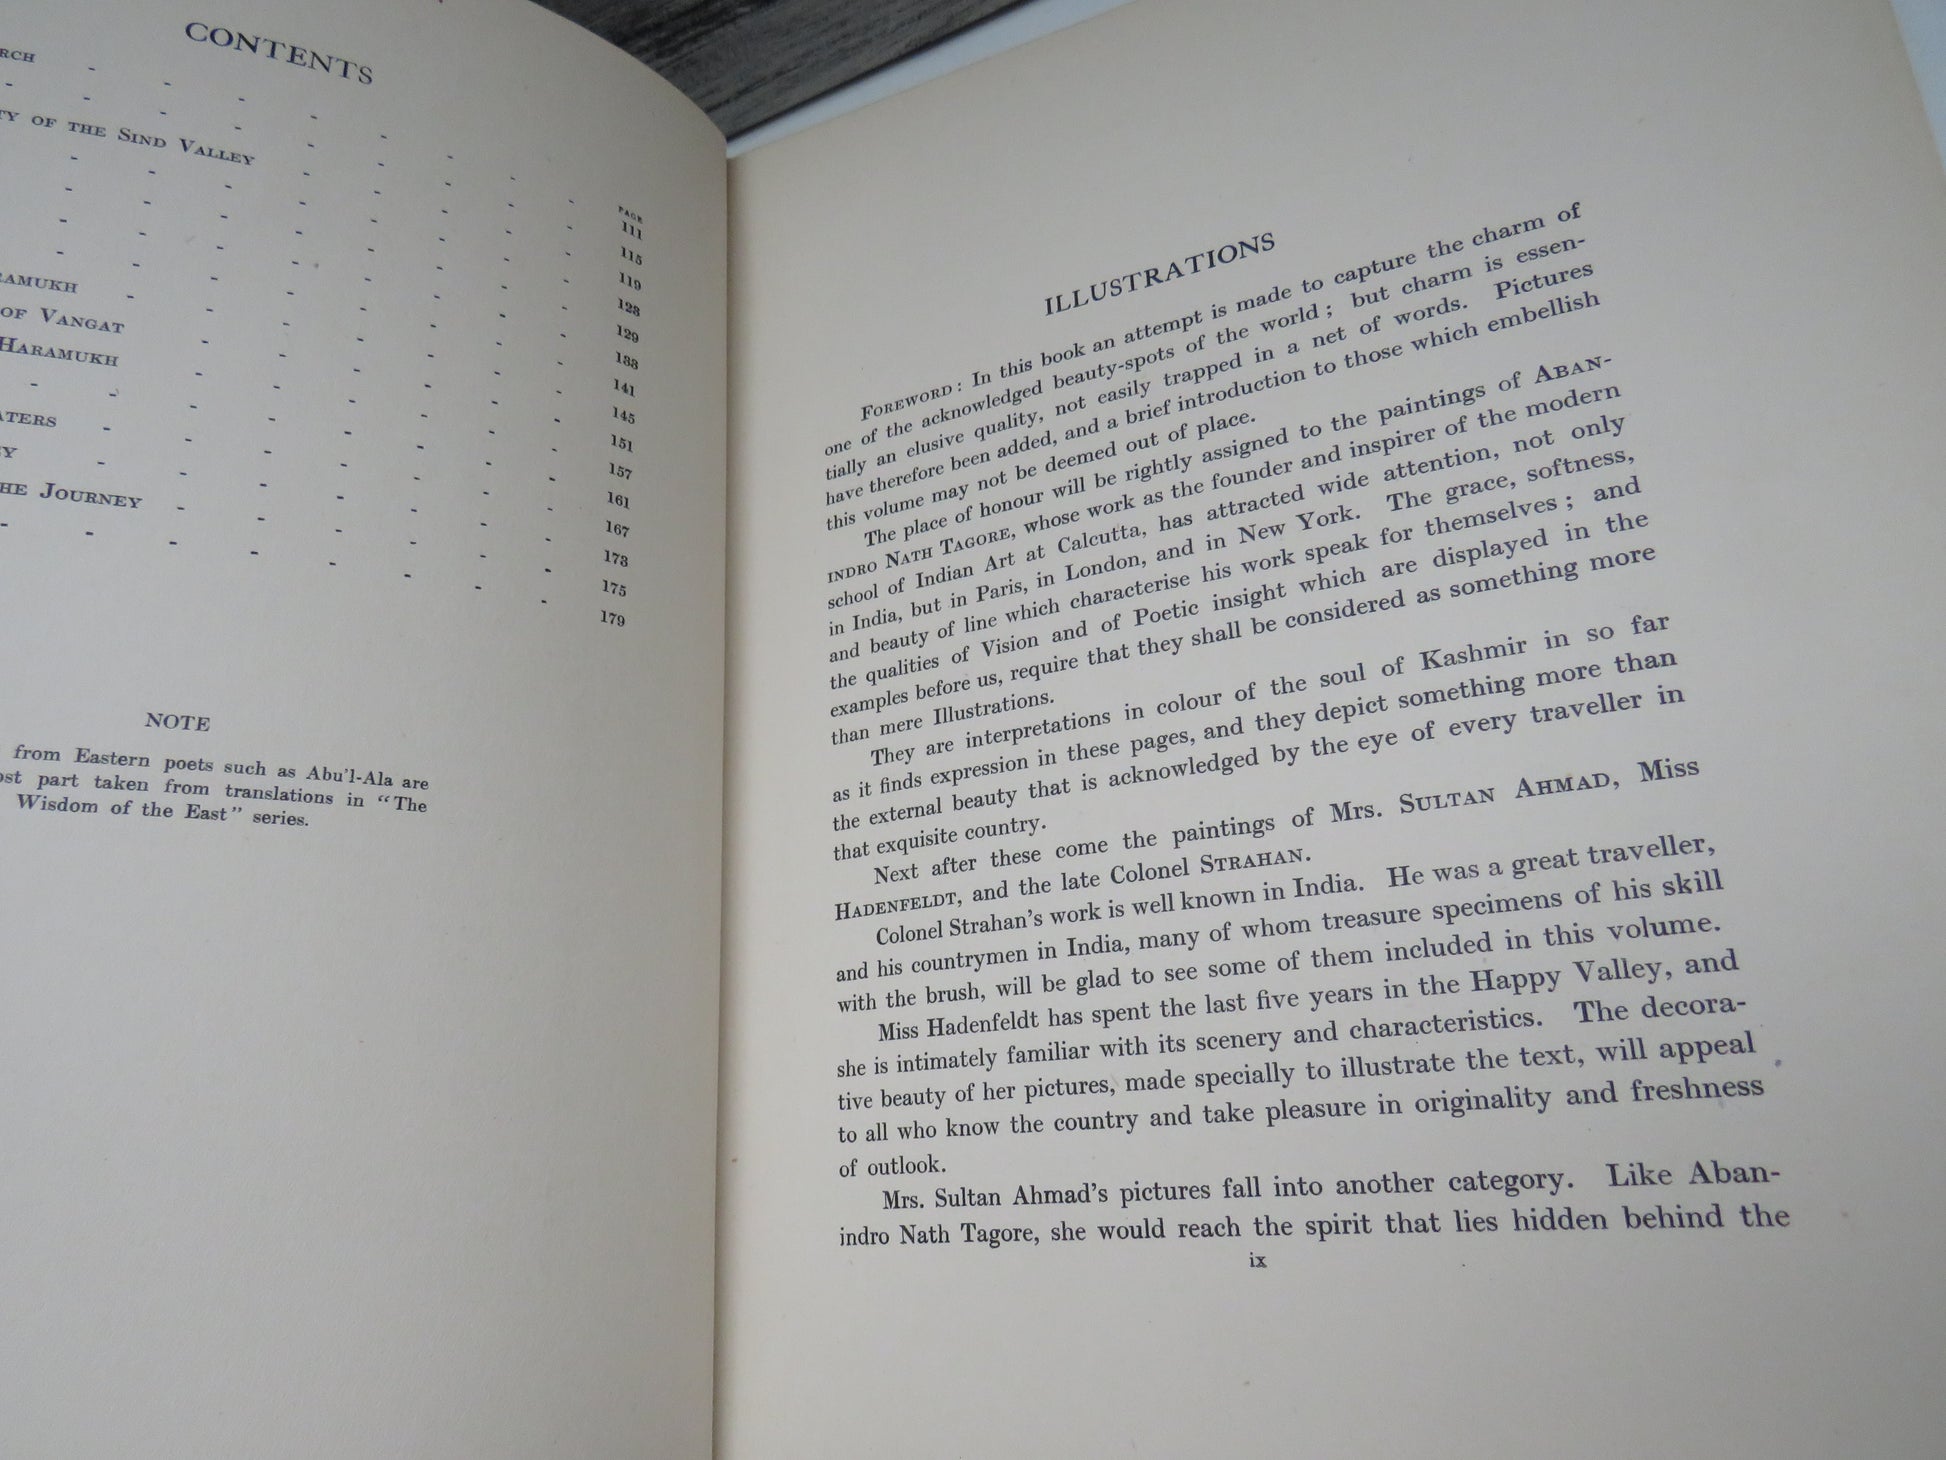 CONTENTS
RCH
TY OF THE SIND VALLEY
PAGE
111
115
119
123
129
133
141
145
151
157
161
167
173
175
179
RAMUKH
OF VANGAT
HARAMUKH
ATERS
EY
HE JOURNEY
NOTE
from Eastern poets such as Abu'l-Ala are
ost part taken from translations in "The
Wisdom of the East" series.
ILLUSTRATIONS
FOREWORD: In this book an attempt is made to capture the charm of
one of the acknowledged beauty-spots of the world; but charm is essen-
tially an elusive quality, not easily trapped in a net of words. Pictures
have therefore been added, and a brief introduction to those which embellish
this volume may not be deemed out of place.
The place of honour will be rightly assigned to the paintings of ABAN-
INDRO NATH TAGORE, whose work as the founder and inspirer of the modern
school of Indian Art at Calcutta, has attracted wide attention, not only
in India, but in Paris, in London, and in New York. The grace, softness,
and beauty of line which characterise his work speak for themselves; and
the qualities of Vision and of Poetic insight which are displayed in the
examples before us, require that they shall be considered as something more
than mere Illustrations.
They are interpretations in colour of the soul of Kashmir in so far
as it finds expression in these pages, and they depict something more than
the external beauty that is acknowledged by the eye of every traveller in
that exquisite country.
Next after these come the paintings of Mrs. SULTAN AHMAD, Miss
HADENFELDT, and the late Colonel STRAHAN.
Colonel Strahan's work is well known in India. He was a great traveller,
and his countrymen in India, many of whom treasure specimens of his skill
with the brush, will be glad to see some of them included in this volume.
Miss Hadenfeldt has spent the last five years in the Happy Valley, and
she is intimately familiar with its scenery and characteristics. The decora-
tive beauty of her pictures, made specially to illustrate the text, will appeal
to all who know the country and take pleasure in originality and freshness
of outlook.
Mrs. Sultan Ahmad's pictures fall into another category. Like Aban-
indro Nath Tagore, she would reach the spirit that lies hidden behind the
ix